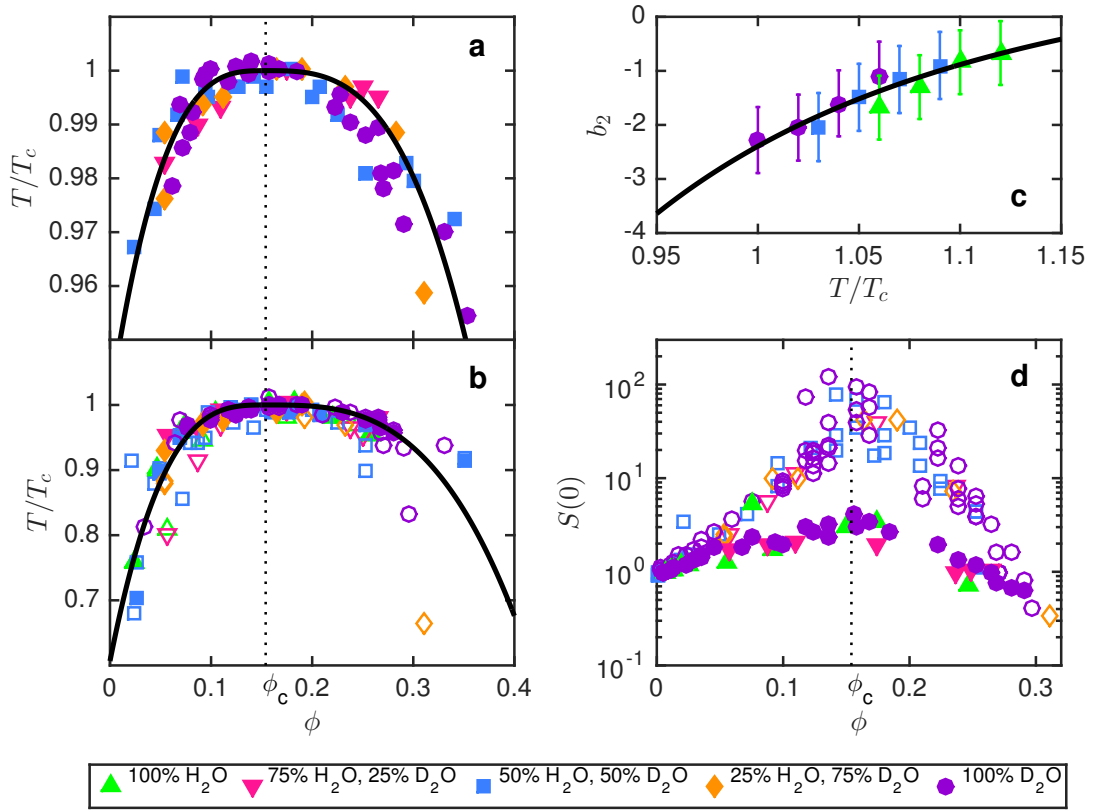 a
1
0.99
0.98
0.97
0.96
T/T_c
b
1
0.9
0.8
0.7
T/T_c
0 0.1 ϕ_c 0.2 0.3 0.4
ϕ
c
0
-1
-2
-3
-4
b_2
0.95 1 1.05 1.1 1.15
T/T_c
d
10^2
10^1
10^0
10^-1
S(0)
0 0.1 ϕ_c 0.2 0.3
ϕ
100% H_2O 75% H_2O, 25% D_2O 50% H_2O, 50% D_2O 25% H_2O, 75% D_2O 100% D_2O